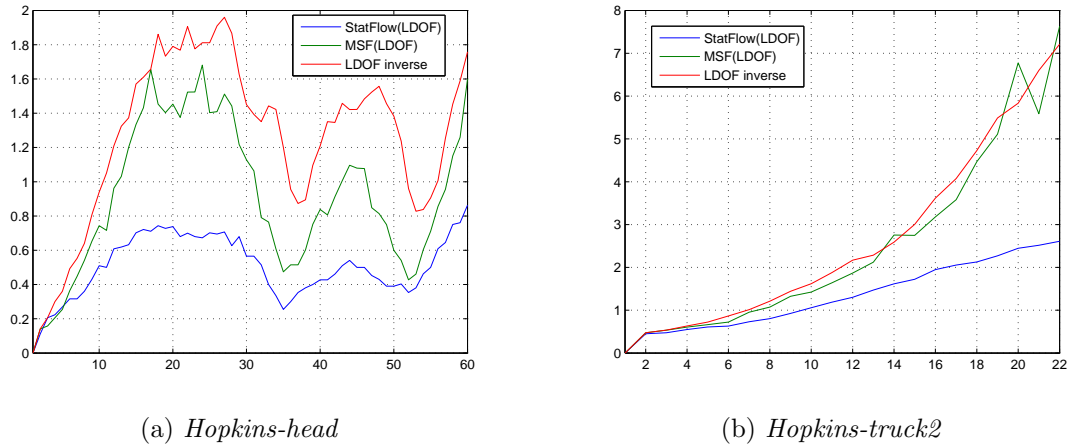 2
1.8
1.6
1.4
1.2
1
0.8
0.6
0.4
0.2
0
10 20 30 40 50 60
StatFlow(LDOF)
MSF(LDOF)
LDOF inverse
(a) Hopkins-head
8
7
6
5
4
3
2
1
0
2 4 6 8 10 12 14 16 18 20 22
StatFlow(LDOF)
MSF(LDOF)
LDOF inverse
(b) Hopkins-truck2